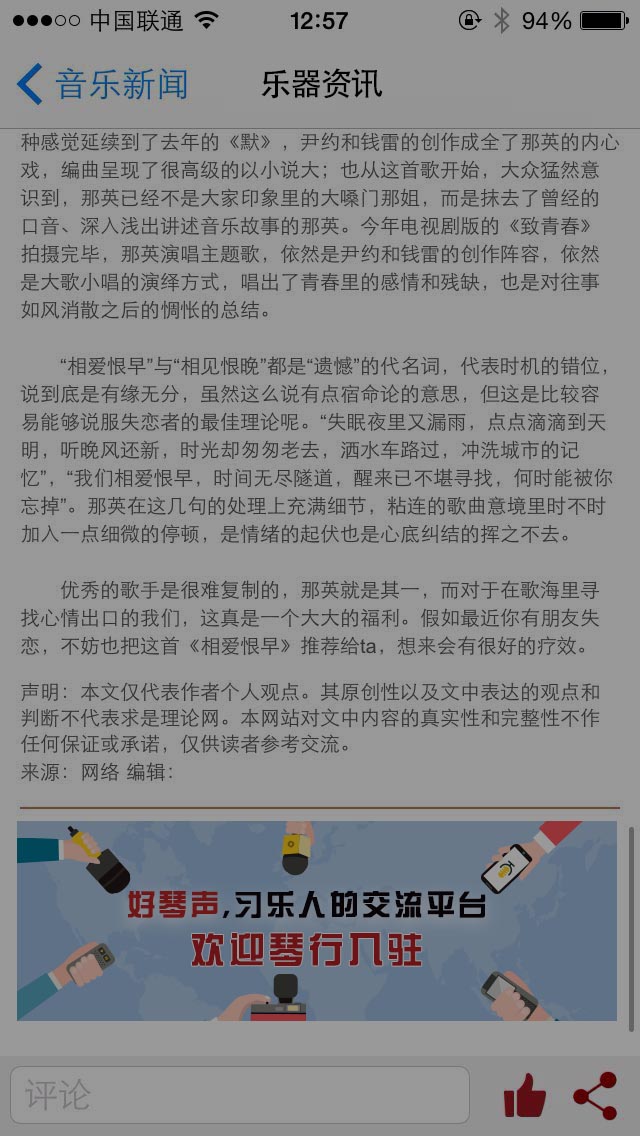 中国联通
12:57
94%
音乐新闻
乐器资讯
种感觉延续到了去年的《默》，尹约和钱雷的创作成全了那英的内心
戏，编曲呈现了很高级的以小说大；也从这首歌开始，大众猛然意
识到，那英已经不是大家印象里的大嗓门那姐，而是抹去了曾经的
口音、深入浅出讲述音乐故事的那英。今年电视剧版的《致青春》
拍摄完毕，那英演唱主题歌，依然是尹约和钱雷的创作阵容，依然
是大歌小唱的演绎方式，唱出了青春里的感情和残缺，也是对往事
如风消散之后的惆怅的总结。
“相爱恨早”与“相见恨晚”都是“遗憾”的代名词，代表时机的错位，
说到底是有缘无分，虽然这么说有点宿命论的意思，但这是比较容
易能够说服失恋者的最佳理论呢。“失眠夜里又漏雨，点点滴滴到天
明，听晚风还新，时光却匆匆老去，洒水车路过，冲洗城市的记
忆”，“我们相爱恨早，时间无尽隧道，醒来已不堪寻找，何时能被你
忘掉”。那英在这几句的处理上充满细节，粘连的歌曲意境里时不时
加入一点细微的停顿，是情绪的起伏也是心底纠结的挥之不去。
优秀的歌手是很难复制的，那英就是其一，而对于在歌海里寻
找心情出口的我们，这真是一个大大的福利。假如最近你有朋友失
恋，不妨也把这首《相爱恨早》推荐给ta，想来会有很好的疗效。
声明：本文仅代表作者个人观点。其原创性以及文中表达的观点和
判断不代表求是理论网。本网站对文中内容的真实性和完整性不作
任何保证或承诺，仅供读者参考交流。
来源：网络 编辑：
好琴声,习乐人的交流平台
欢迎琴行入驻
评论